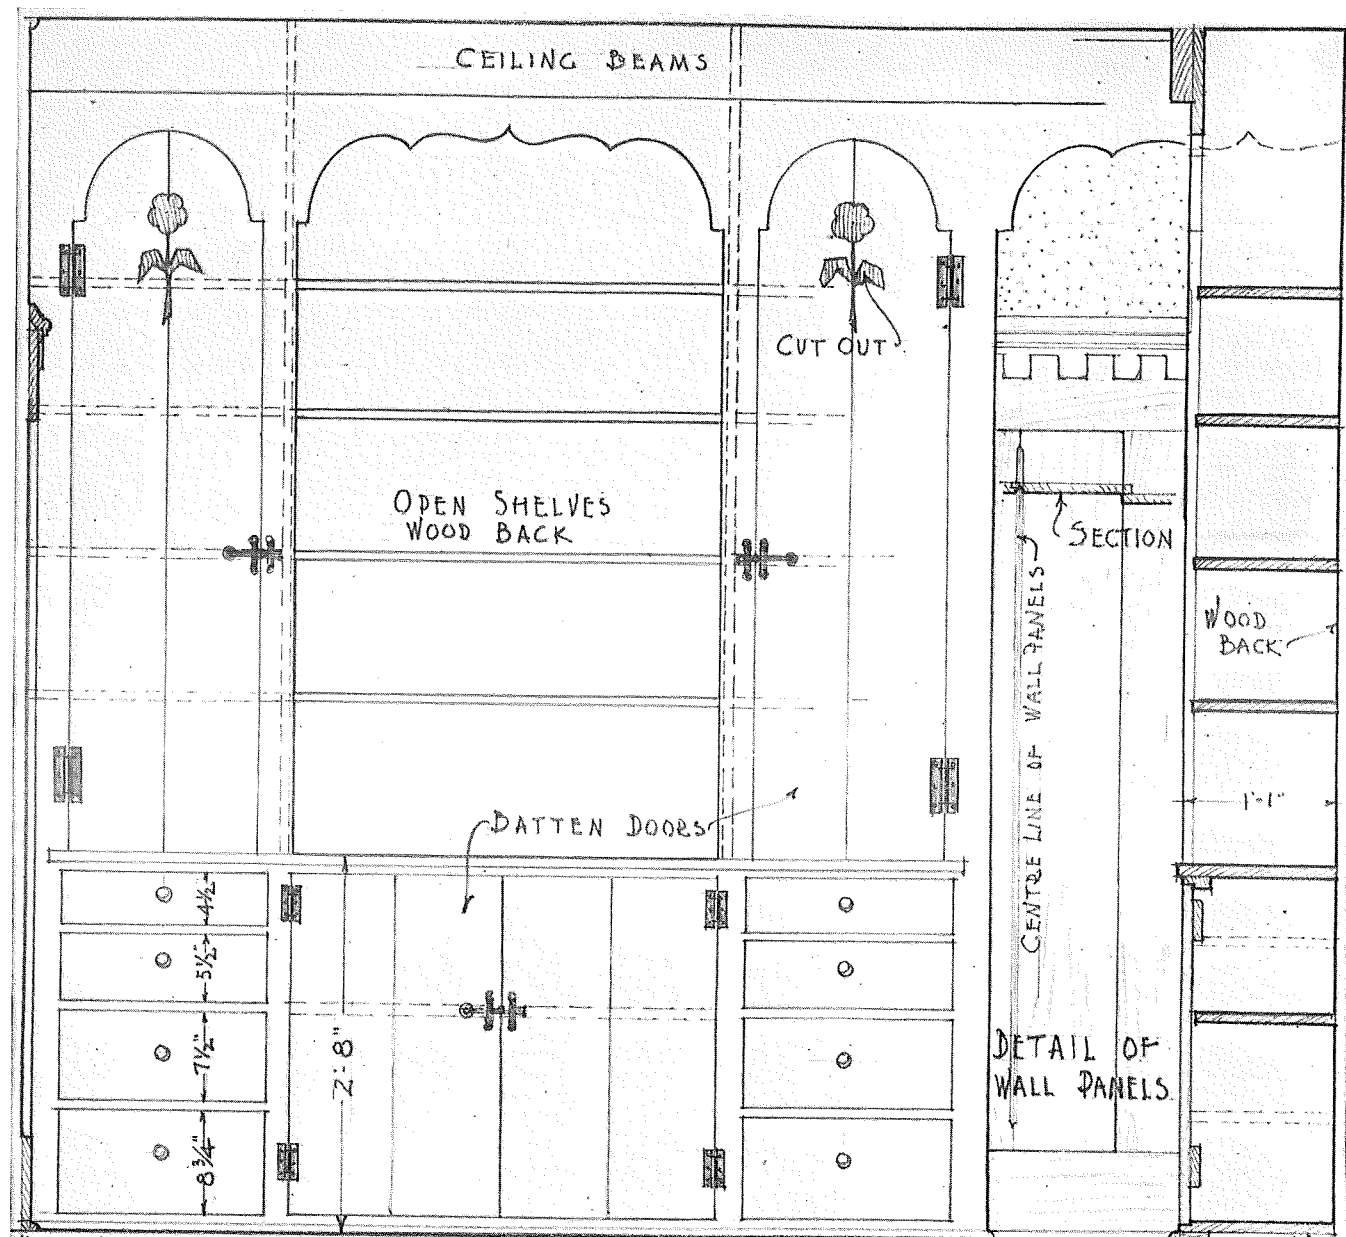 CEILING BEAMS
CUT OUT
OPEN SHELVES
WOOD BACK
SECTION
CENTRE LINE OF WALL PANELS
WOOD
BACK
1'-1"
BATTEN DOORS
4½"
5½"
7½"
8¾"
2'-8"
DETAIL OF
WALL PANELS